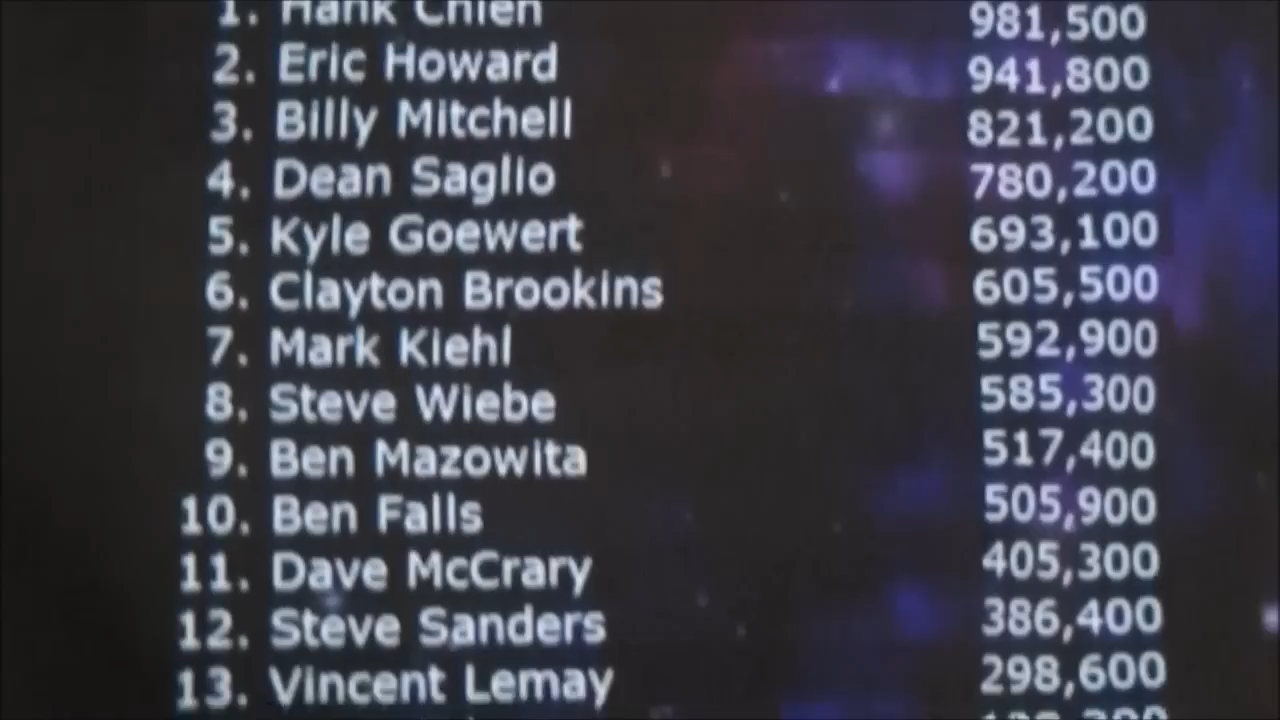 1. Hank Chien 981,500
2. Eric Howard 941,800
3. Billy Mitchell 821,200
4. Dean Saglio 780,200
5. Kyle Goewert 693,100
6. Clayton Brookins 605,500
7. Mark Kiehl 592,900
8. Steve Wiebe 585,300
9. Ben Mazowita 517,400
10. Ben Falls 505,900
11. Dave McCrary 405,300
12. Steve Sanders 386,400
13. Vincent Lemay 298,600